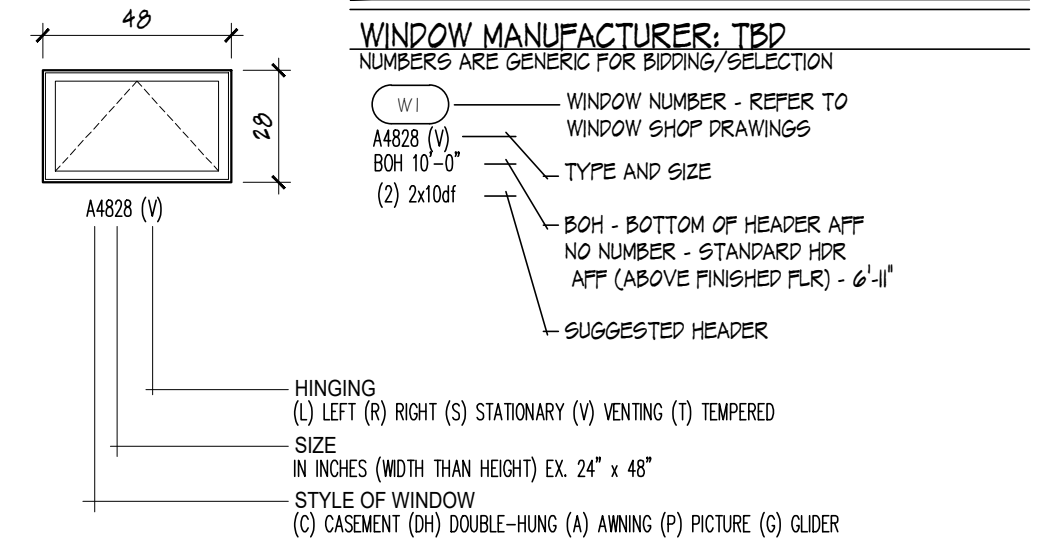 48
28
A4828 (V)
WINDOW MANUFACTURER: TBD
NUMBERS ARE GENERIC FOR BIDDING/SELECTION
W1
A4828 (V)
BOH 10'-0"
(2) 2x10df
WINDOW NUMBER - REFER TO
WINDOW SHOP DRAWINGS
TYPE AND SIZE
BOH - BOTTOM OF HEADER AFF
NO NUMBER - STANDARD HDR
AFF (ABOVE FINISHED FLR) - 6'-11"
SUGGESTED HEADER
HINGING
(L) LEFT (R) RIGHT (S) STATIONARY (V) VENTING (T) TEMPERED
SIZE
IN INCHES (WIDTH THAN HEIGHT) EX. 24" x 48"
STYLE OF WINDOW
(C) CASEMENT (DH) DOUBLE-HUNG (A) AWNING (P) PICTURE (G) GLIDER